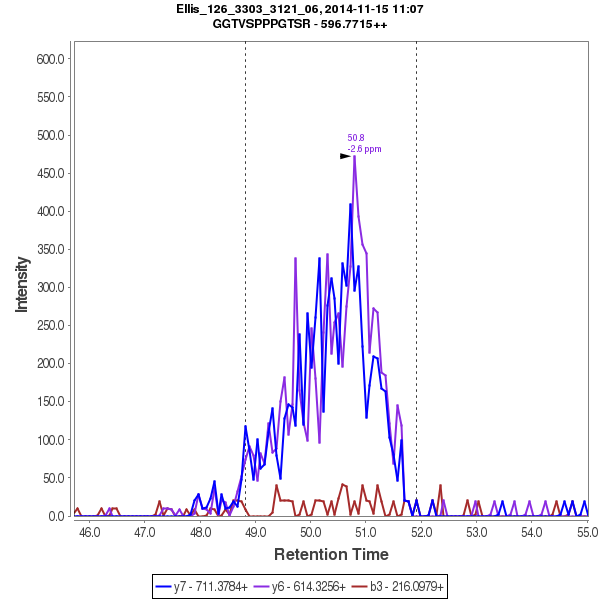 Ellis_126_3303_3121_06, 2014-11-15 11:07
GGTVSPPPGTSR - 596.7715++
600.0
550.0
500.0
450.0
400.0
350.0
300.0
250.0
200.0
150.0
100.0
50.0
0.0
Intensity
50.8
-2.6 ppm
46.0 47.0 48.0 49.0 50.0 51.0 52.0 53.0 54.0 55.0
Retention Time
y7 - 711.3784+ y6 - 614.3256+ b3 - 216.0979+